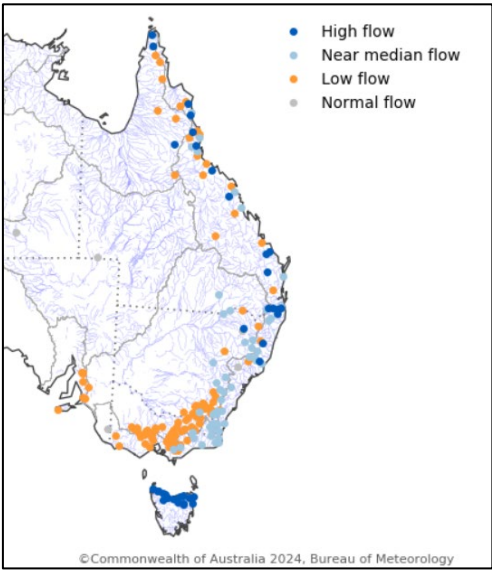 High flow
Near median flow
Low flow
Normal flow
©Commonwealth of Australia 2024, Bureau of Meteorology